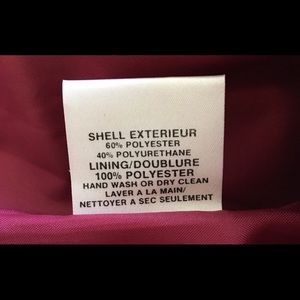 SHELL EXTERIEUR
60% POLYESTER
40% POLYURETHANE
LINING/DOUBLURE
100% POLYESTER
HAND WASH OR DRY CLEAN
LAVER A LA MAIN/
NETTOYER A SEC SEULEMENT